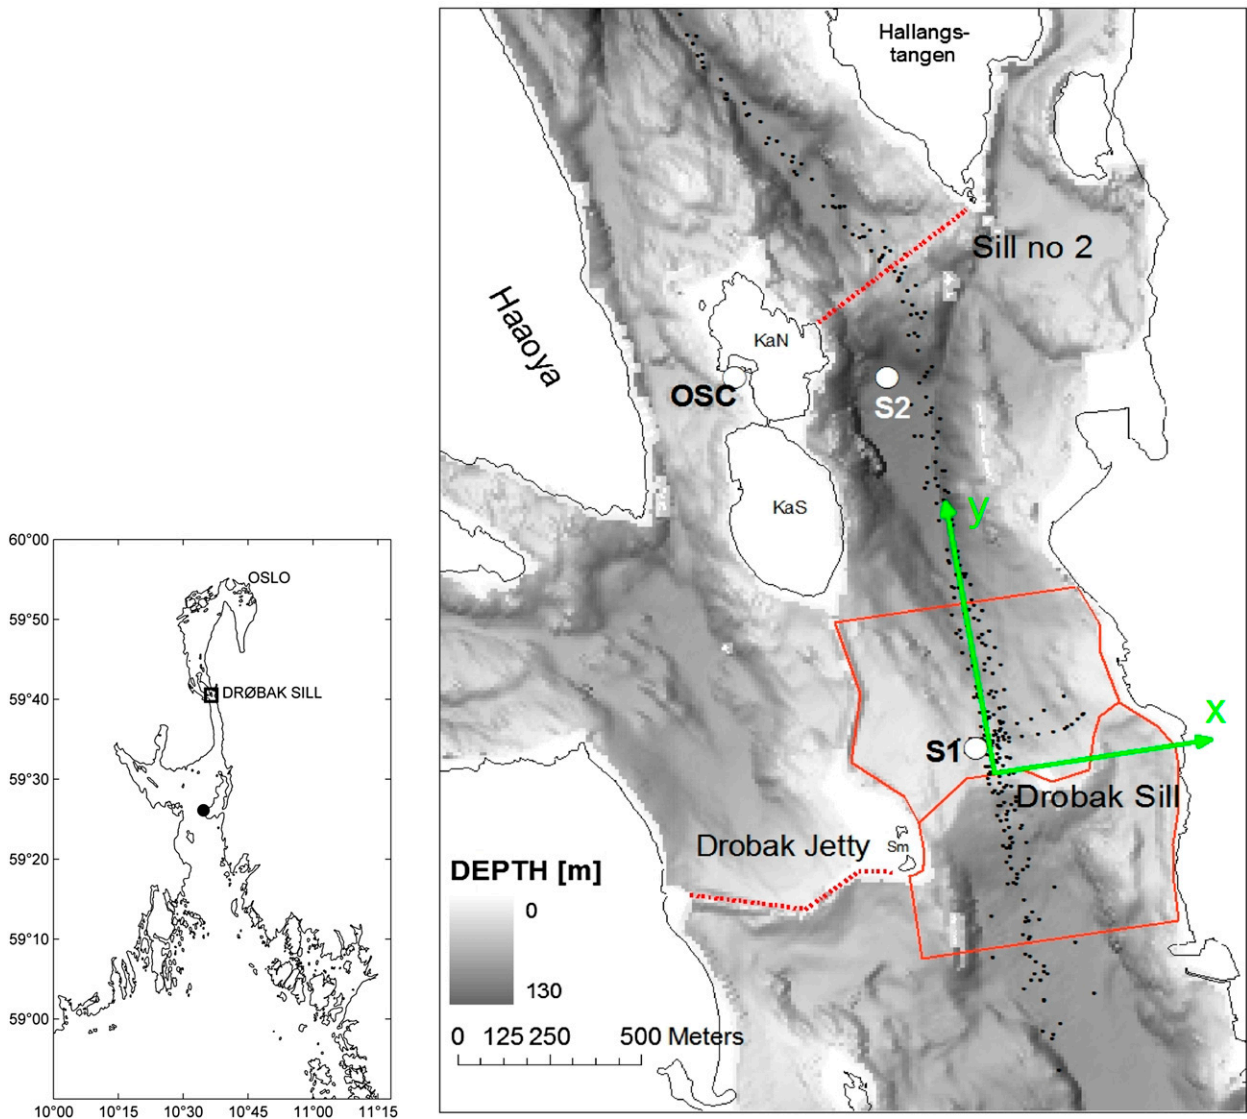 Hallangs-
tangen
Sill no 2
Haaoya
KaN
OSC
S2
KaS
y
x
S1
Drobak Sill
Drobak Jetty
Sm
DEPTH [m]
0
130
0 125 250 500 Meters
60°00
59°50
59°40
59°30
59°20
59°10
59°00
OSLO
DRØBAK SILL
10°00 10°15 10°30 10°45 11°00 11°15